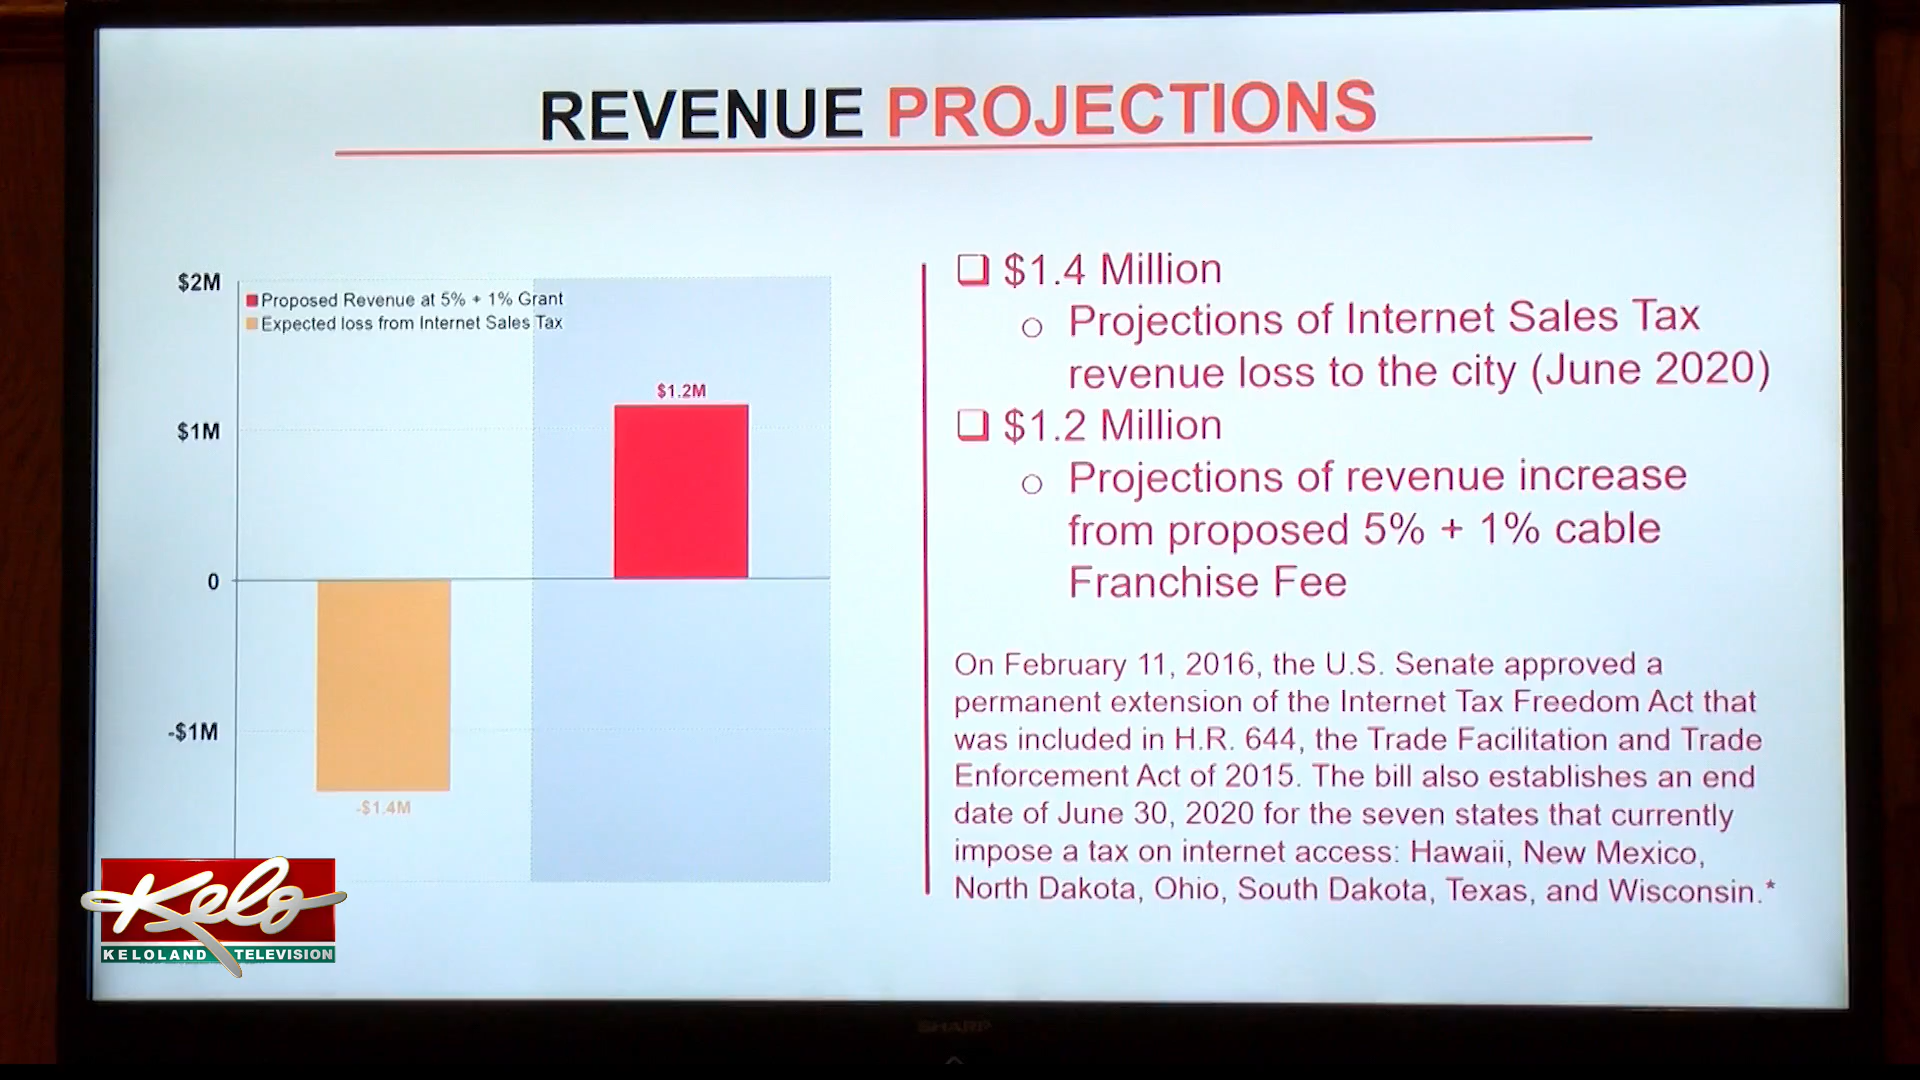 REVENUE PROJECTIONS
$2M
$1M
0
-$1M
Proposed Revenue at 5% + 1% Grant
Expected loss from Internet Sales Tax
$1.2M
-$1.4M
$1.4 Million
Projections of Internet Sales Tax
revenue loss to the city (June 2020)
$1.2 Million
Projections of revenue increase
from proposed 5% + 1% cable
Franchise Fee
On February 11, 2016, the U.S. Senate approved a
permanent extension of the Internet Tax Freedom Act that
was included in H.R. 644, the Trade Facilitation and Trade
Enforcement Act of 2015. The bill also establishes an end
date of June 30, 2020 for the seven states that currently
impose a tax on internet access: Hawaii, New Mexico,
North Dakota, Ohio, South Dakota, Texas, and Wisconsin.*
Kelo
KELOLAND TELEVISION
SHARP